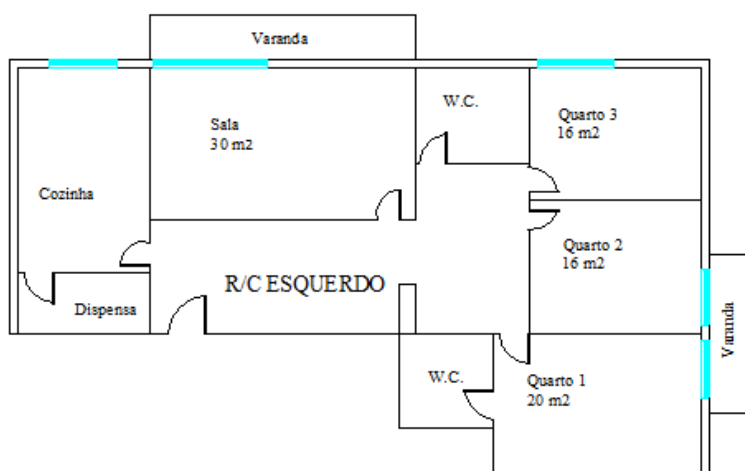 Varanda
Sala
30 m2
W.C.
Quarto 3
16 m2
Cozinha
Quarto 2
16 m2
R/C ESQUERDO
Dispensa
Varanda
W.C.
Quarto 1
20 m2